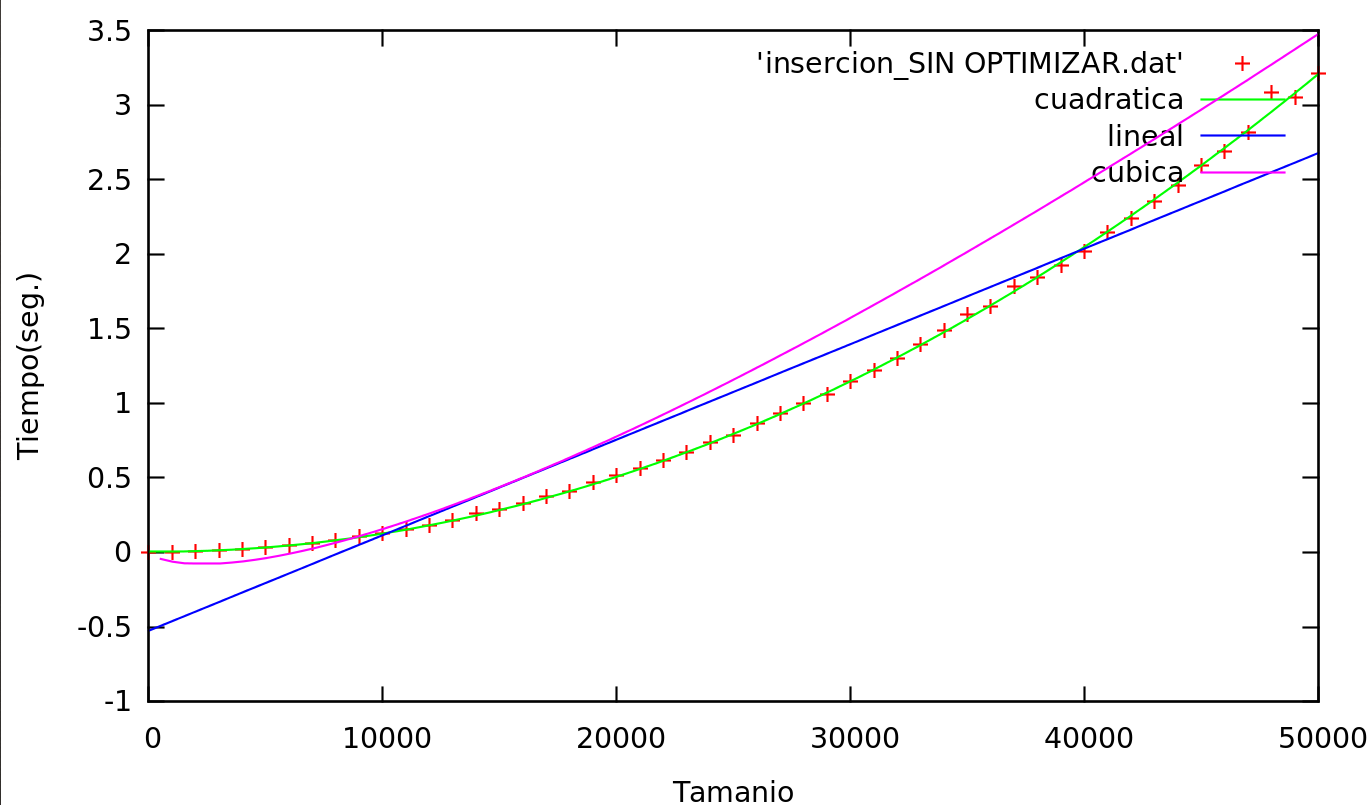 3.5
3
2.5
2
1.5
1
0.5
0
-0.5
-1
Tiempo(seg.)
'insercion_SIN OPTIMIZAR.dat'
cuadratica
lineal
cubica
0 10000 20000 30000 40000 50000
Tamanio